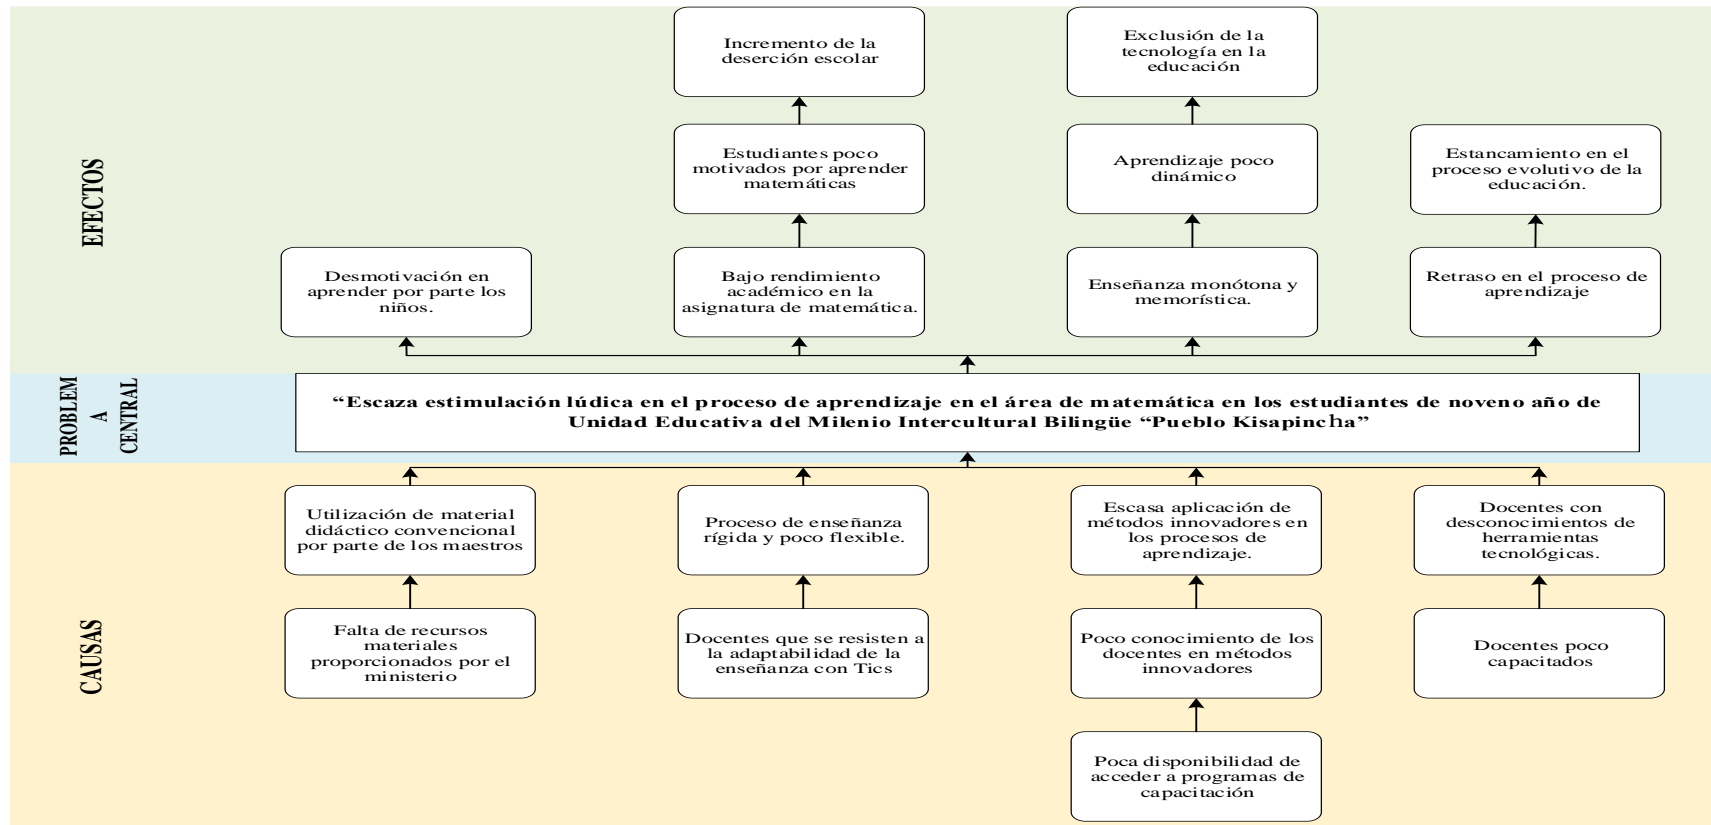 EFECTOS
Incremento de la
deserción escolar
Exclusión de la
tecnología en la
educación
Estudiantes poco
motivados por aprender
matemáticas
Aprendizaje poco
dinámico
Estancamiento en el
proceso evolutivo de la
educación.
Desmotivación en
aprender por parte los
niños.
Bajo rendimiento
académico en la
asignatura de matemática.
Enseñanza monótona y
memorística.
Retraso en el proceso de
aprendizaje
PROBLEM
A
CENTRAL
“Escaza estimulación lúdica en el proceso de aprendizaje en el área de matemática en los estudiantes de noveno año de
Unidad Educativa del Milenio Intercultural Bilingüe “Pueblo Kisapincha”
CAUSAS
Utilización de material
didáctico convencional
por parte de los maestros
Proceso de enseñanza
rígida y poco flexible.
Escasa aplicación de
métodos innovadores en
los procesos de
aprendizaje.
Docentes con
desconocimientos de
herramientas
tecnológicas.
Falta de recursos
materiales
proporcionados por el
ministerio
Docentes que se resisten a
la adaptabilidad de la
enseñanza con Tics
Poco conocimiento de los
docentes en métodos
innovadores
Docentes poco
capacitados
Poca disponibilidad de
acceder a programas de
capacitación